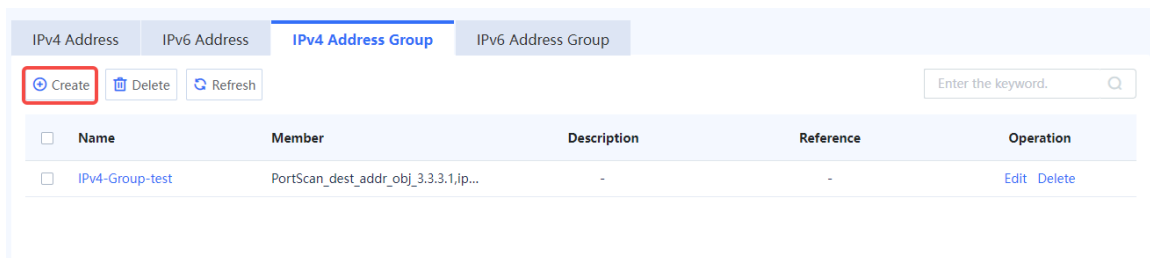 IPv4 Address IPv6 Address IPv4 Address Group IPv6 Address Group
Create Delete Refresh Enter the keyword.
Name Member Description Reference Operation
IPv4-Group-test PortScan_dest_addr_obj_3.3.3.1,ip... - - Edit Delete